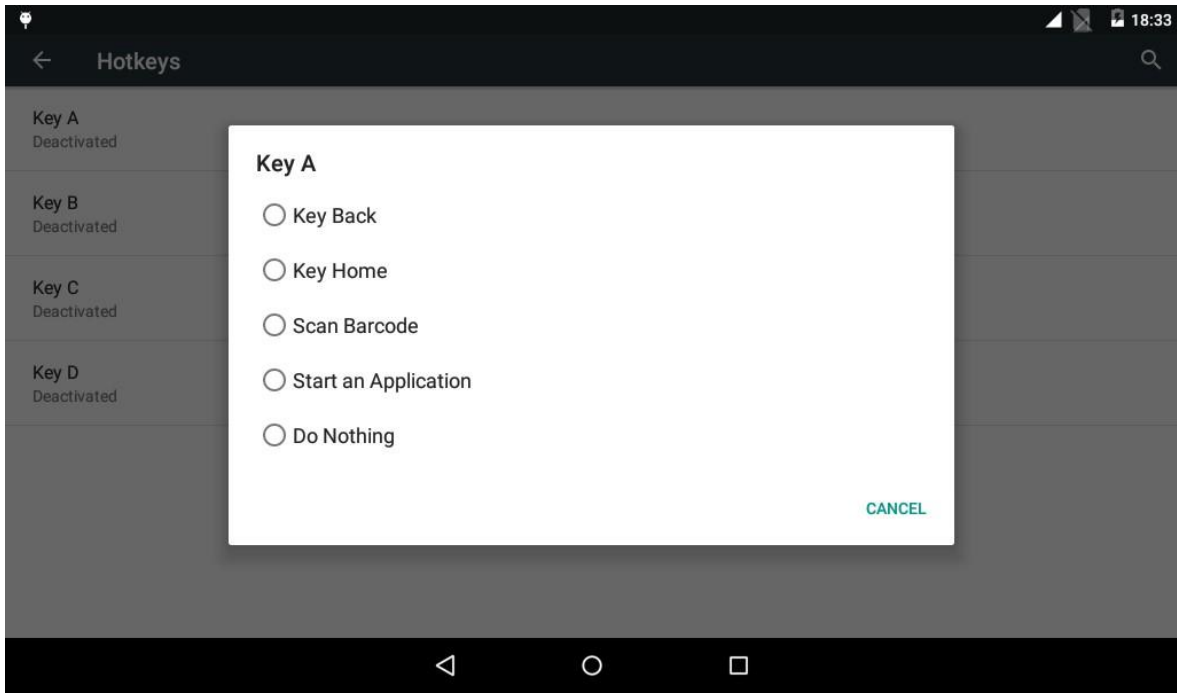 18:33
Hotkeys
Key A
Deactivated
Key B
Deactivated
Key C
Deactivated
Key D
Deactivated
Key A
Key Back
Key Home
Scan Barcode
Start an Application
Do Nothing
CANCEL